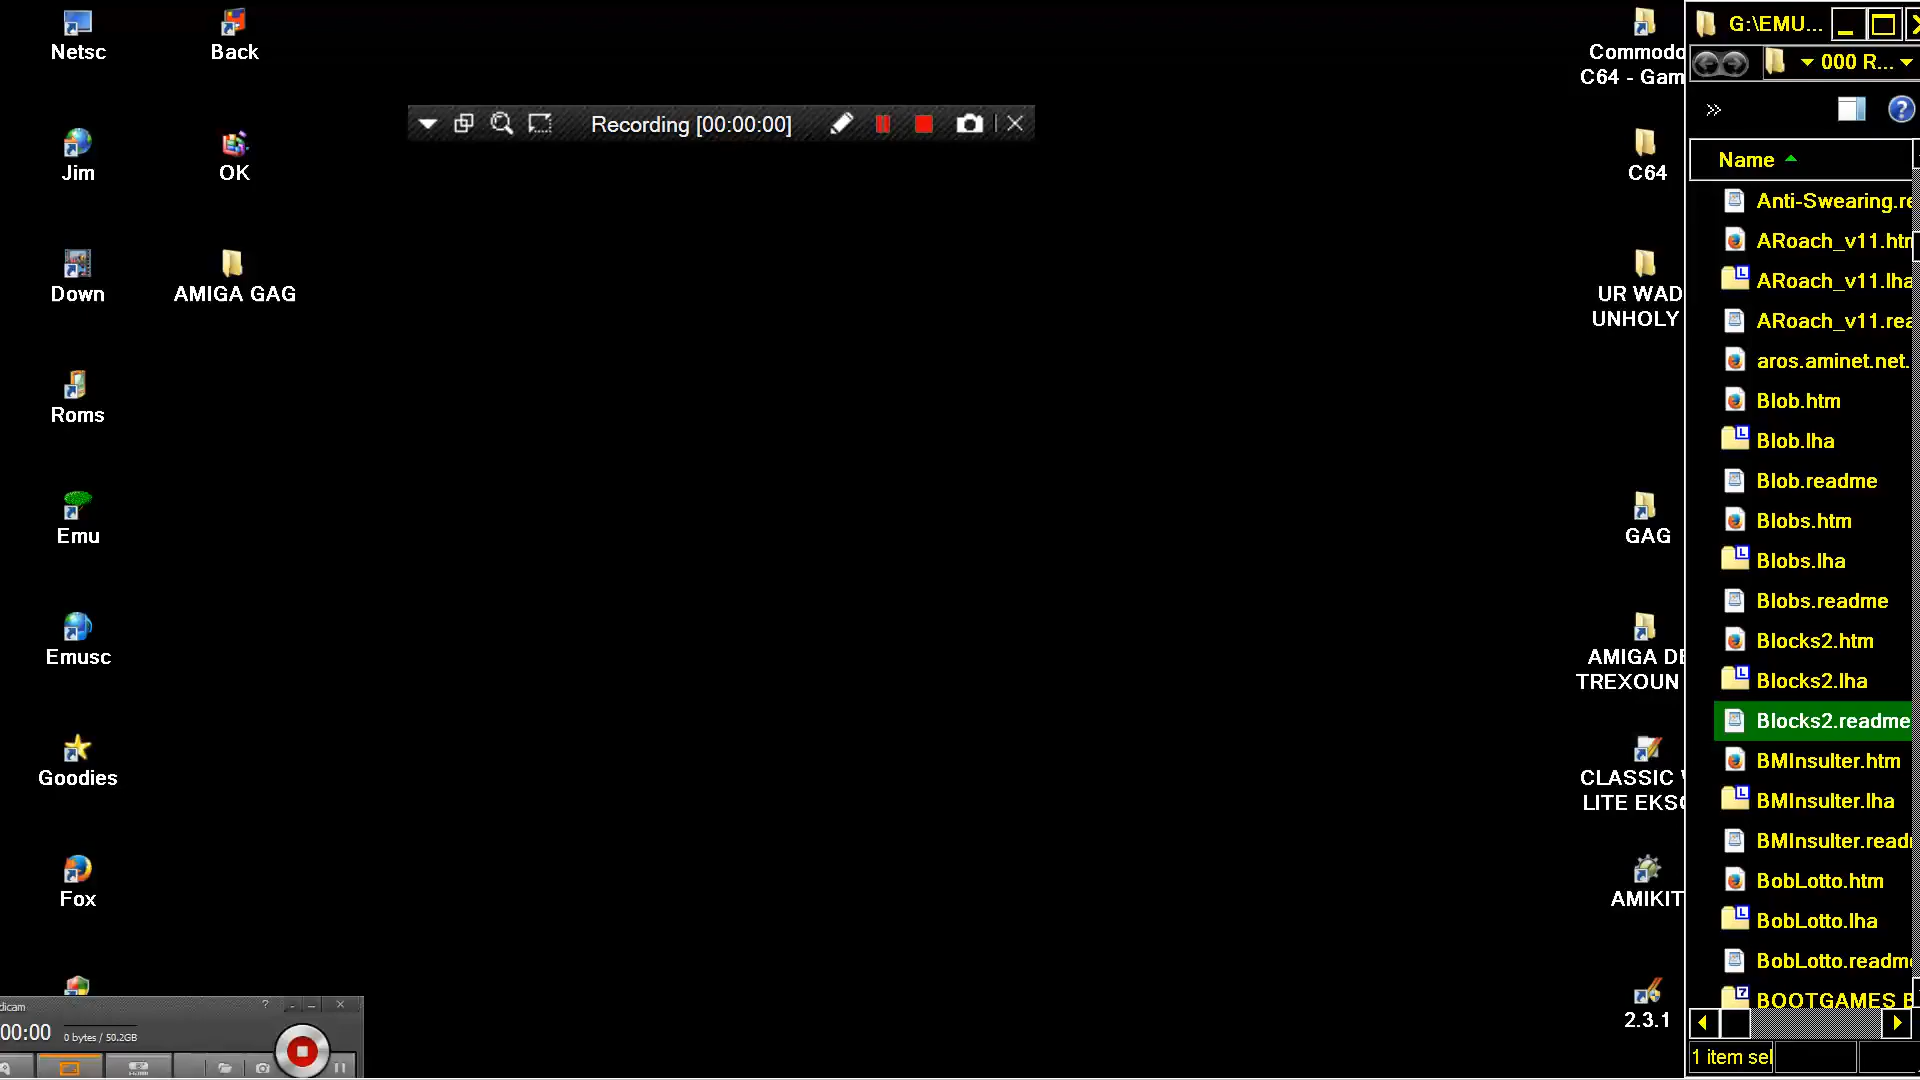 Netsc
Back
Jim
OK
Down
AMIGA GAG
Roms
Emu
Emusc
Goodies
Fox
Recording [00:00:00]
Commodo
C64 - Gam
C64
UR WAD
UNHOLY
GAG
AMIGA DE
TREXOUN
CLASSIC
LITE EKSO
AMIKIT
2.3.1
G:\EMU...
000 R...
»
Name
Anti-Swearing.re
ARoach_v11.htm
ARoach_v11.lha
ARoach_v11.rea
aros.aminet.net.
Blob.htm
Blob.lha
Blob.readme
Blobs.htm
Blobs.lha
Blobs.readme
Blocks2.htm
Blocks2.lha
Blocks2.readme
BMInsulter.htm
BMInsulter.lha
BMInsulter.readm
BobLotto.htm
BobLotto.lha
BobLotto.readme
BOOTGAMES B
1 item sel
dicam
?
00:00
0 bytes / 50.2GB